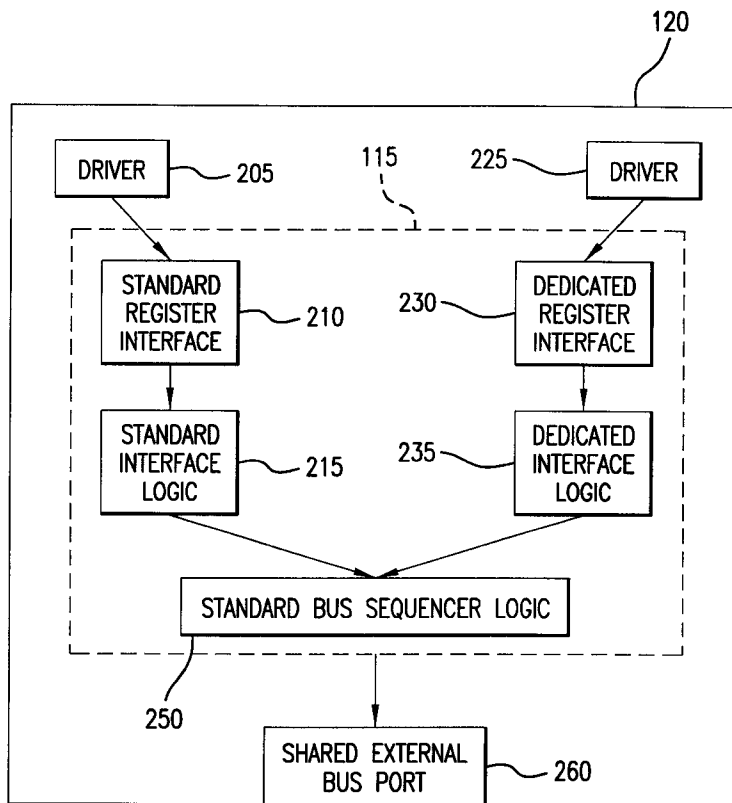 120
DRIVER
205
115
225
DRIVER
STANDARD
REGISTER
INTERFACE
210
230
DEDICATED
REGISTER
INTERFACE
STANDARD
INTERFACE
LOGIC
215
235
DEDICATED
INTERFACE
LOGIC
STANDARD BUS SEQUENCER LOGIC
250
SHARED EXTERNAL
BUS PORT
260